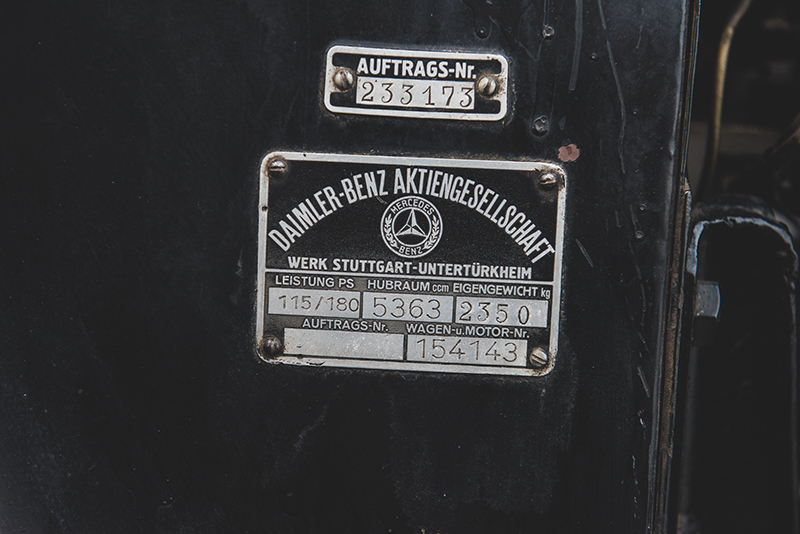 AUFTRAGS-Nr.
233173
DAIMLER-BENZ AKTIENGESELLSCHAFT
MERCEDES
BENZ
WERK STUTTGART-UNTERTÜRKHEIM
LEISTUNG PS HUBRAUM ccm EIGENGEWICHT kg
115/180 5363 2350
AUFTRAGS-Nr. WAGEN-u.MOTOR-Nr.
- 154143